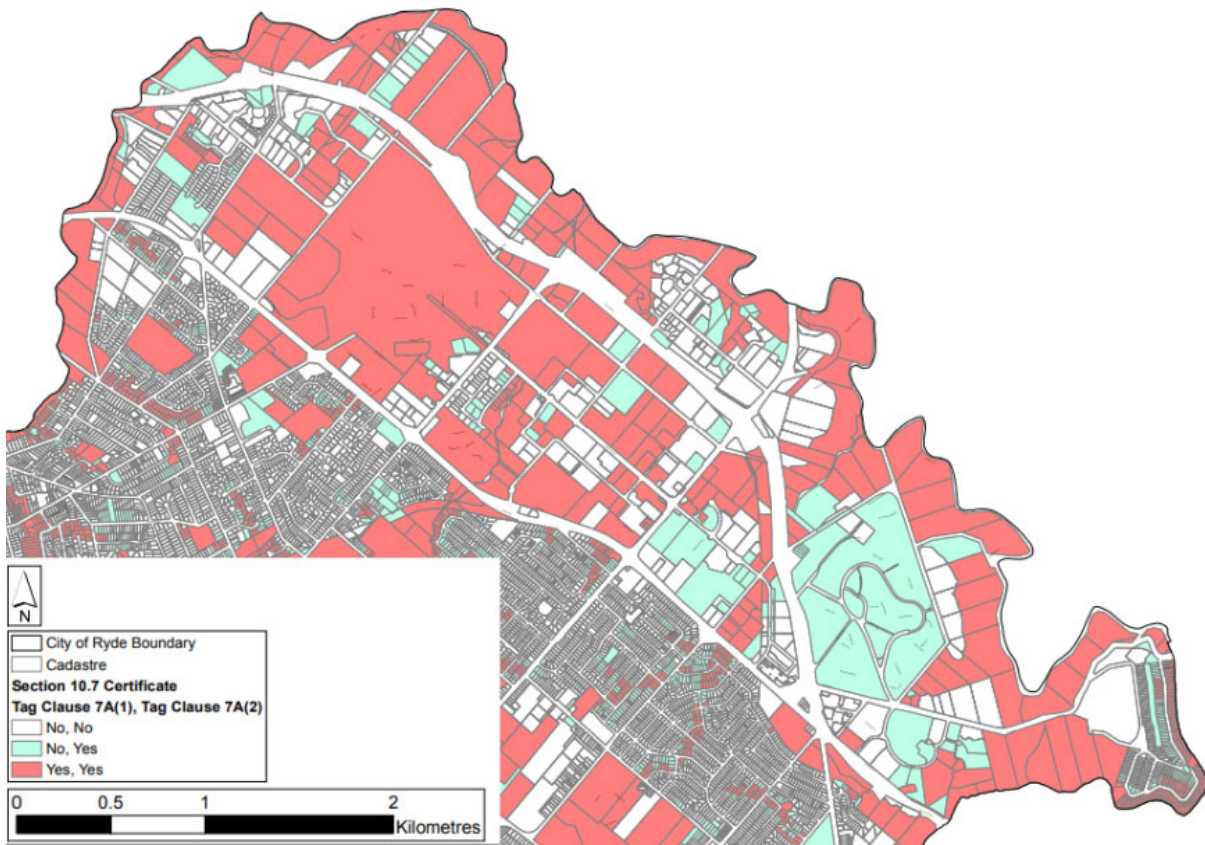 N
City of Ryde Boundary
Cadastre
Section 10.7 Certificate
Tag Clause 7A(1), Tag Clause 7A(2)
No, No
No, Yes
Yes, Yes
0 0.5 1 2
Kilometres